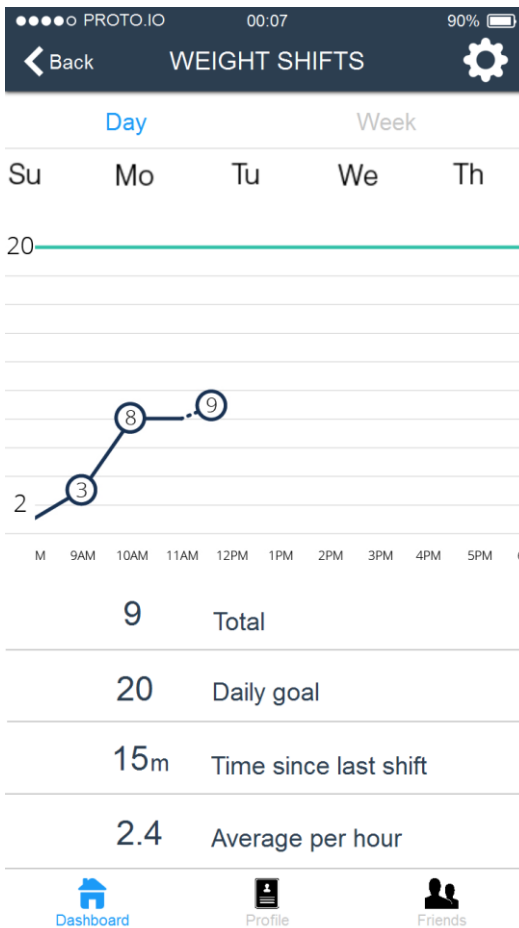 PROTO.IO 00:07 90%
Back WEIGHT SHIFTS
Day Week
Su Mo Tu We Th
20
9
8
3
2
M 9AM 10AM 11AM 12PM 1PM 2PM 3PM 4PM 5PM
9 Total
20 Daily goal
15m Time since last shift
2.4 Average per hour
Dashboard Profile Friends